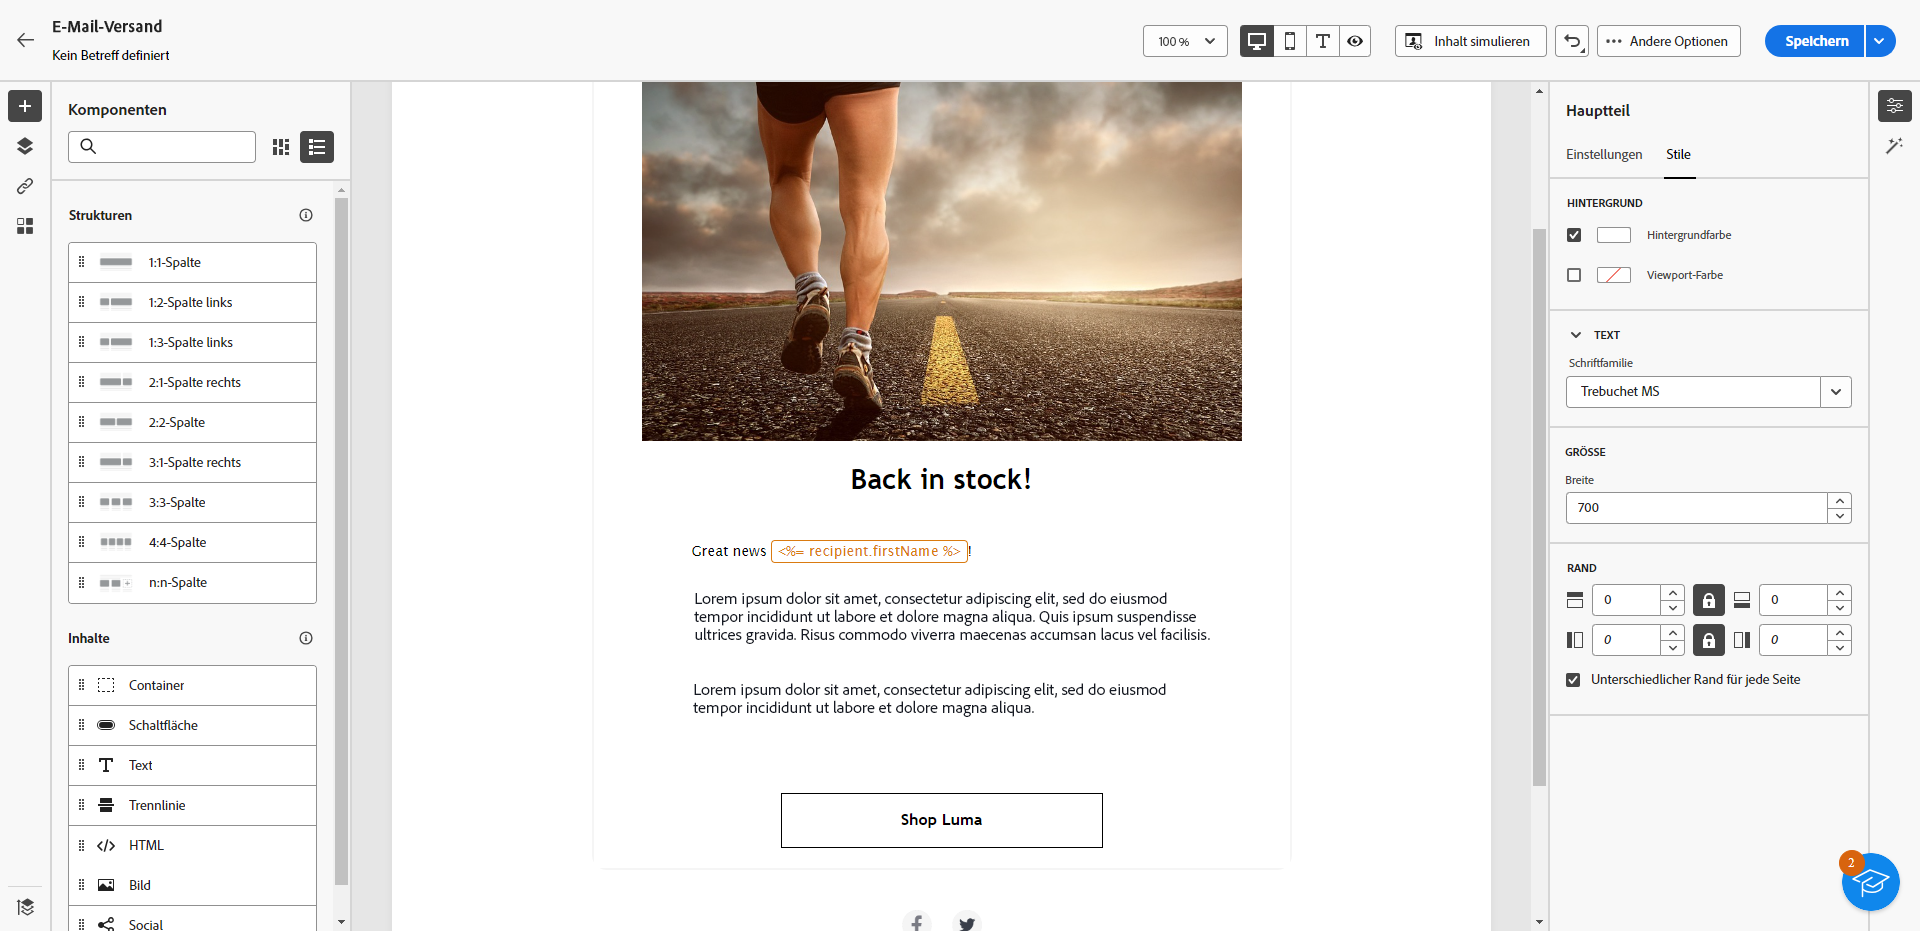 E-Mail-Versand
Kein Betreff definiert
100 %
Inhalt simulieren
Andere Optionen
Speichern
Komponenten
Strukturen
1:1-Spalte
1:2-Spalte links
1:3-Spalte links
2:1-Spalte rechts
2:2-Spalte
3:1-Spalte rechts
3:3-Spalte
4:4-Spalte
n:n-Spalte
Inhalte
Container
Schaltfläche
Text
Trennlinie
HTML
Bild
Social
Back in stock!
Great news <%= recipient.firstName %> !
Lorem ipsum dolor sit amet, consectetur adipiscing elit, sed do eiusmod
tempor incididunt ut labore et dolore magna aliqua. Quis ipsum suspendisse
ultrices gravida. Risus commodo viverra maecenas accumsan lacus vel facilisis.
Lorem ipsum dolor sit amet, consectetur adipiscing elit, sed do eiusmod
tempor incididunt ut labore et dolore magna aliqua.
Shop Luma
Hauptteil
Einstellungen
Stile
HINTERGRUND
Hintergrundfarbe
Viewport-Farbe
TEXT
Schriftfamilie
Trebuchet MS
GRÖSSE
Breite
700
RAND
0
0
0
0
Unterschiedlicher Rand für jede Seite
2